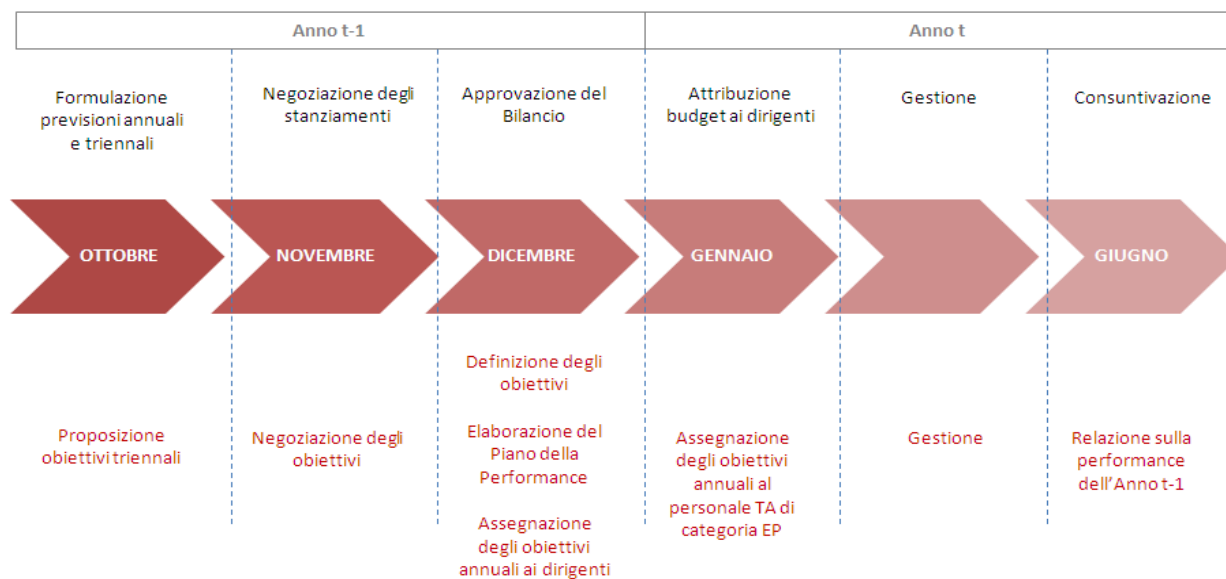 Anno t-1
Anno t
Formulazione
previsioni annuali
e triennali
Negoziazione degli
stanziamenti
Approvazione del
Bilancio
Attribuzione
budget ai dirigenti
Gestione
Consuntivazione
OTTOBRE
NOVEMBRE
DICEMBRE
GENNAIO
GIUGNO
Proposizione
obiettivi triennali
Negoziazione degli
obiettivi
Definizione degli
obiettivi
Elaborazione del
Piano della
Performance
Assegnazione
degli obiettivi
annuali ai dirigenti
Assegnazione
degli obiettivi
annuali al
personale TA di
categoria EP
Gestione
Relazione sulla
performance
dell'Anno t-1